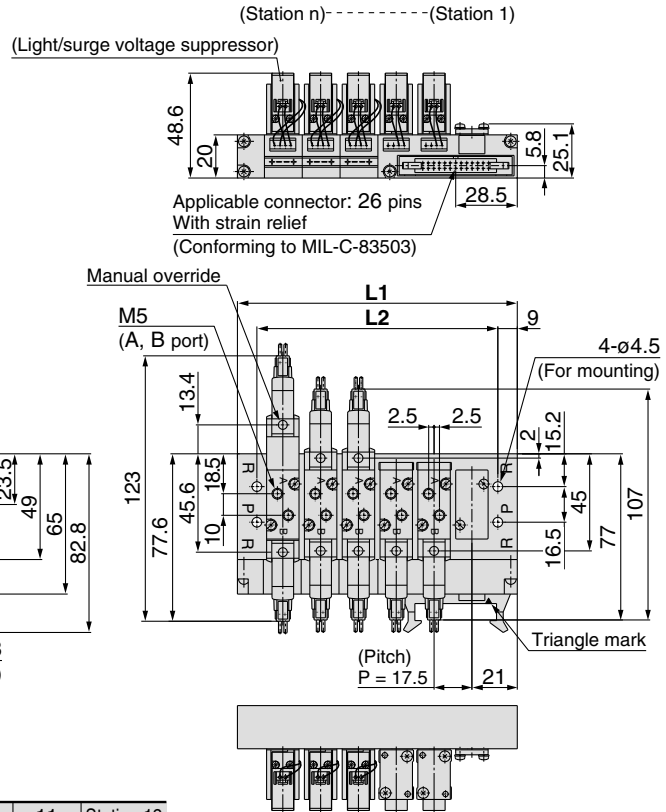 (Station n)----------(Station 1)
(Light/surge voltage suppressor)
48.6
20
5.8
25.1
28.5
Applicable connector: 26 pins
With strain relief
(Conforming to MIL-C-83503)
Manual override
L1
L2
9
M5
(A, B port)
4-ø4.5
(For mounting)
13.4
2.5
2.5
2
15.2
123
77.6
45.6
18.5
10
23.5
49
65
82.8
R
P
R
A
B
A
B
A
B
A
B
A
B
R
P
R
16.5
45
77
107
Triangle mark
(Pitch)
P = 17.5
21